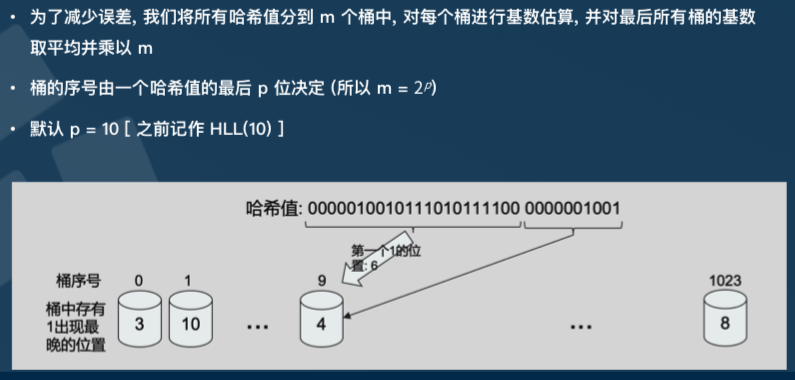 • 为了减少误差, 我们将所有哈希值分到 m 个桶中, 对每个桶进行基数估算, 并对最后所有桶的基数
取平均并乘以 m
• 桶的序号由一个哈希值的最后 p 位决定 (所以 m = 2ᵖ)
• 默认 p = 10 [ 之前记作 HLL(10) ]
哈希值: 0000010010111010111100 0000001001
第一个1的位
置: 6
桶序号 0 1 9 1023
桶中存有
1出现最
晚的位置
3 10 ... 4 ... 8